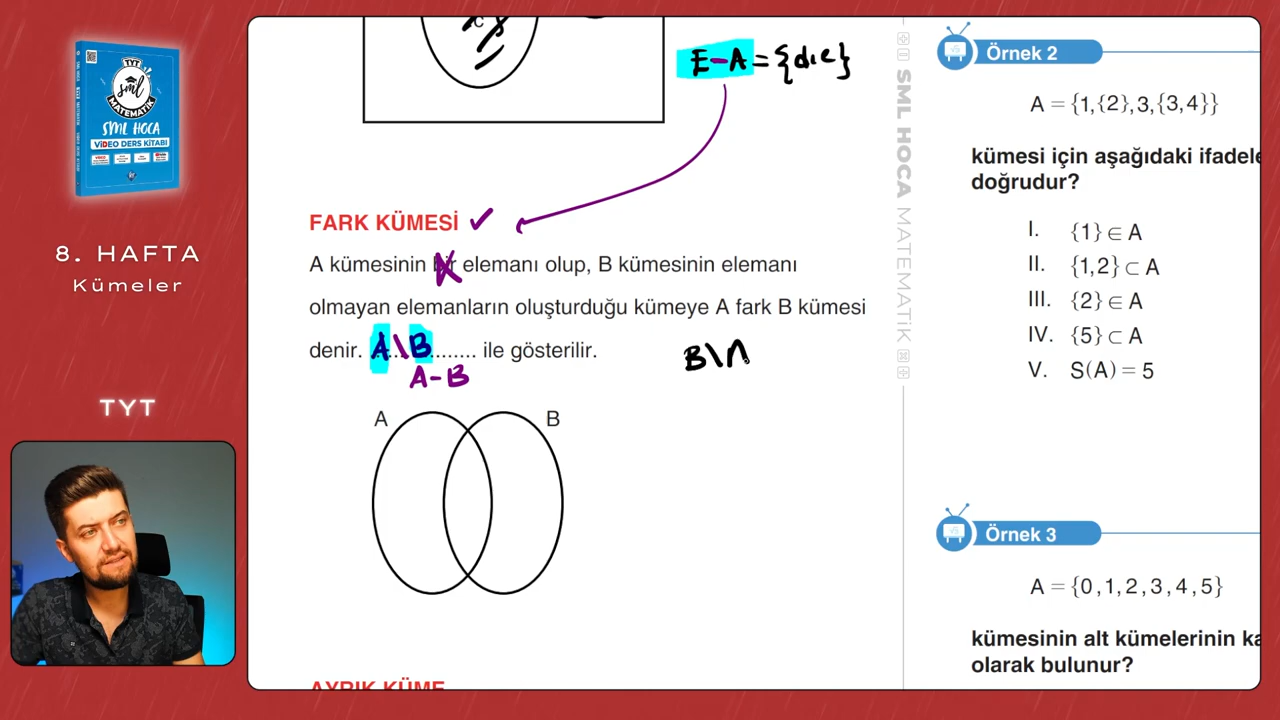 TYT
sml
MATEMATİK
SML HOCA
VİDEO DERS KİTABI
8. HAFTA
Kümeler
TYT
E-A={d,e}
FARK KÜMESİ ✓
A kümesinin bir elemanı olup, B kümesinin elemanı
olmayan elemanların oluşturduğu kümeye A fark B kümesi
denir. A\B........ ile gösterilir.
A-B
B\A
A B
AYRIK KÜME
SML HOCA MATEMATİK
Örnek 2
A = {1,{2},3,{3,4}}
kümesi için aşağıdaki ifadele
doğrudur?
I. {1} ∈ A
II. {1,2} ⊂ A
III. {2} ∈ A
IV. {5} ⊂ A
V. S(A) = 5
Örnek 3
A = {0,1,2,3,4,5}
kümesinin alt kümelerinin ka
olarak bulunur?